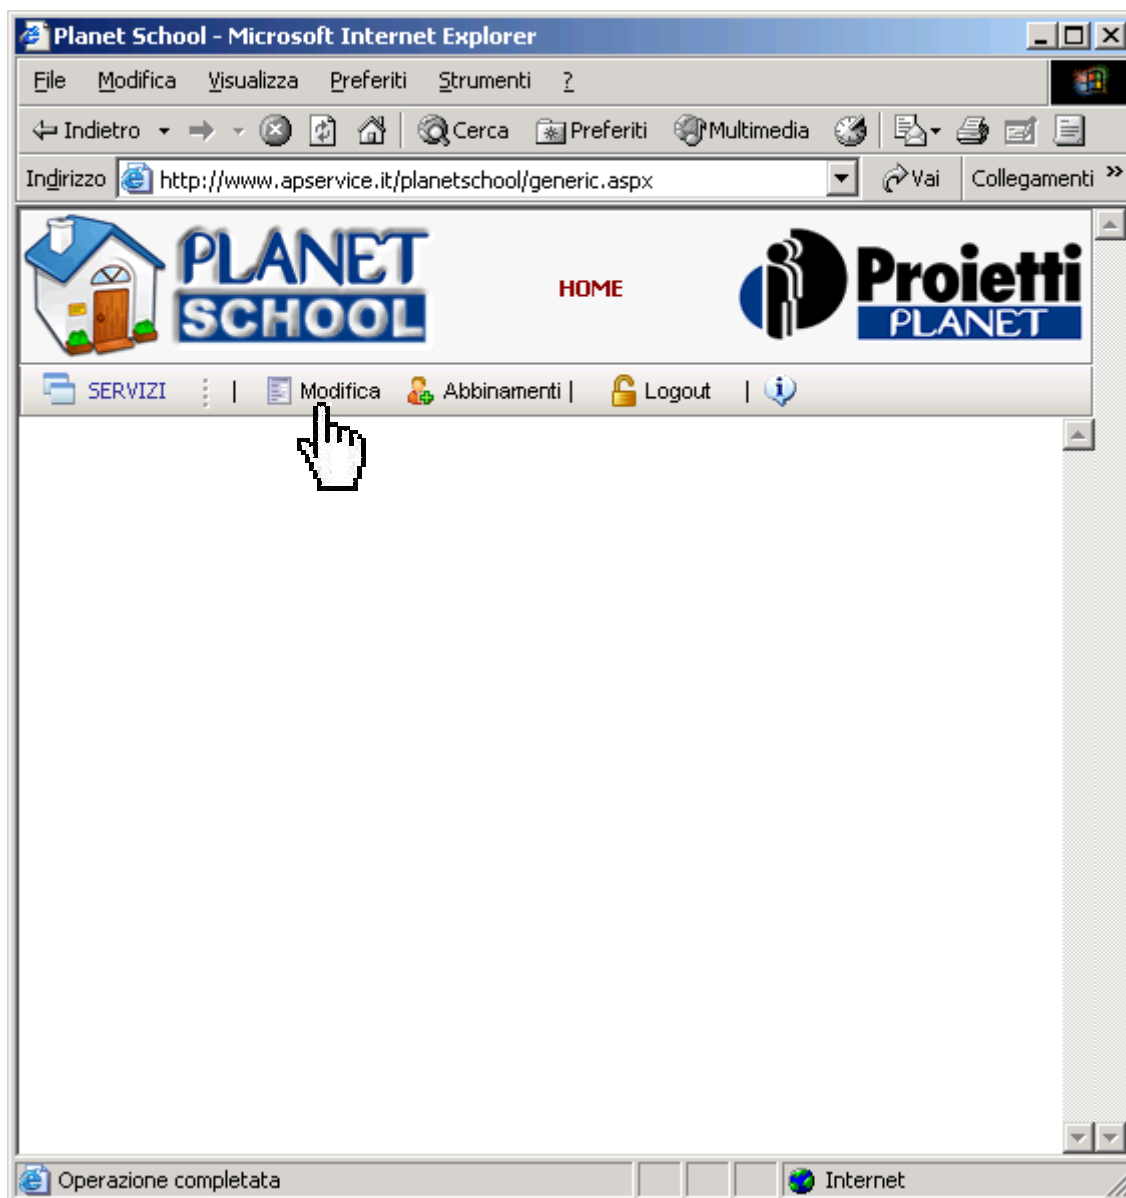 Planet School - Microsoft Internet Explorer
File Modifica Visualizza Preferiti Strumenti ?
Indietro Cerca Preferiti Multimedia
Indirizzo http://www.apservice.it/planetschool/generic.aspx Vai Collegamenti »
PLANET
SCHOOL
HOME
Proietti
PLANET
SERVIZI | Modifica Abbinamenti | Logout |
Operazione completata Internet